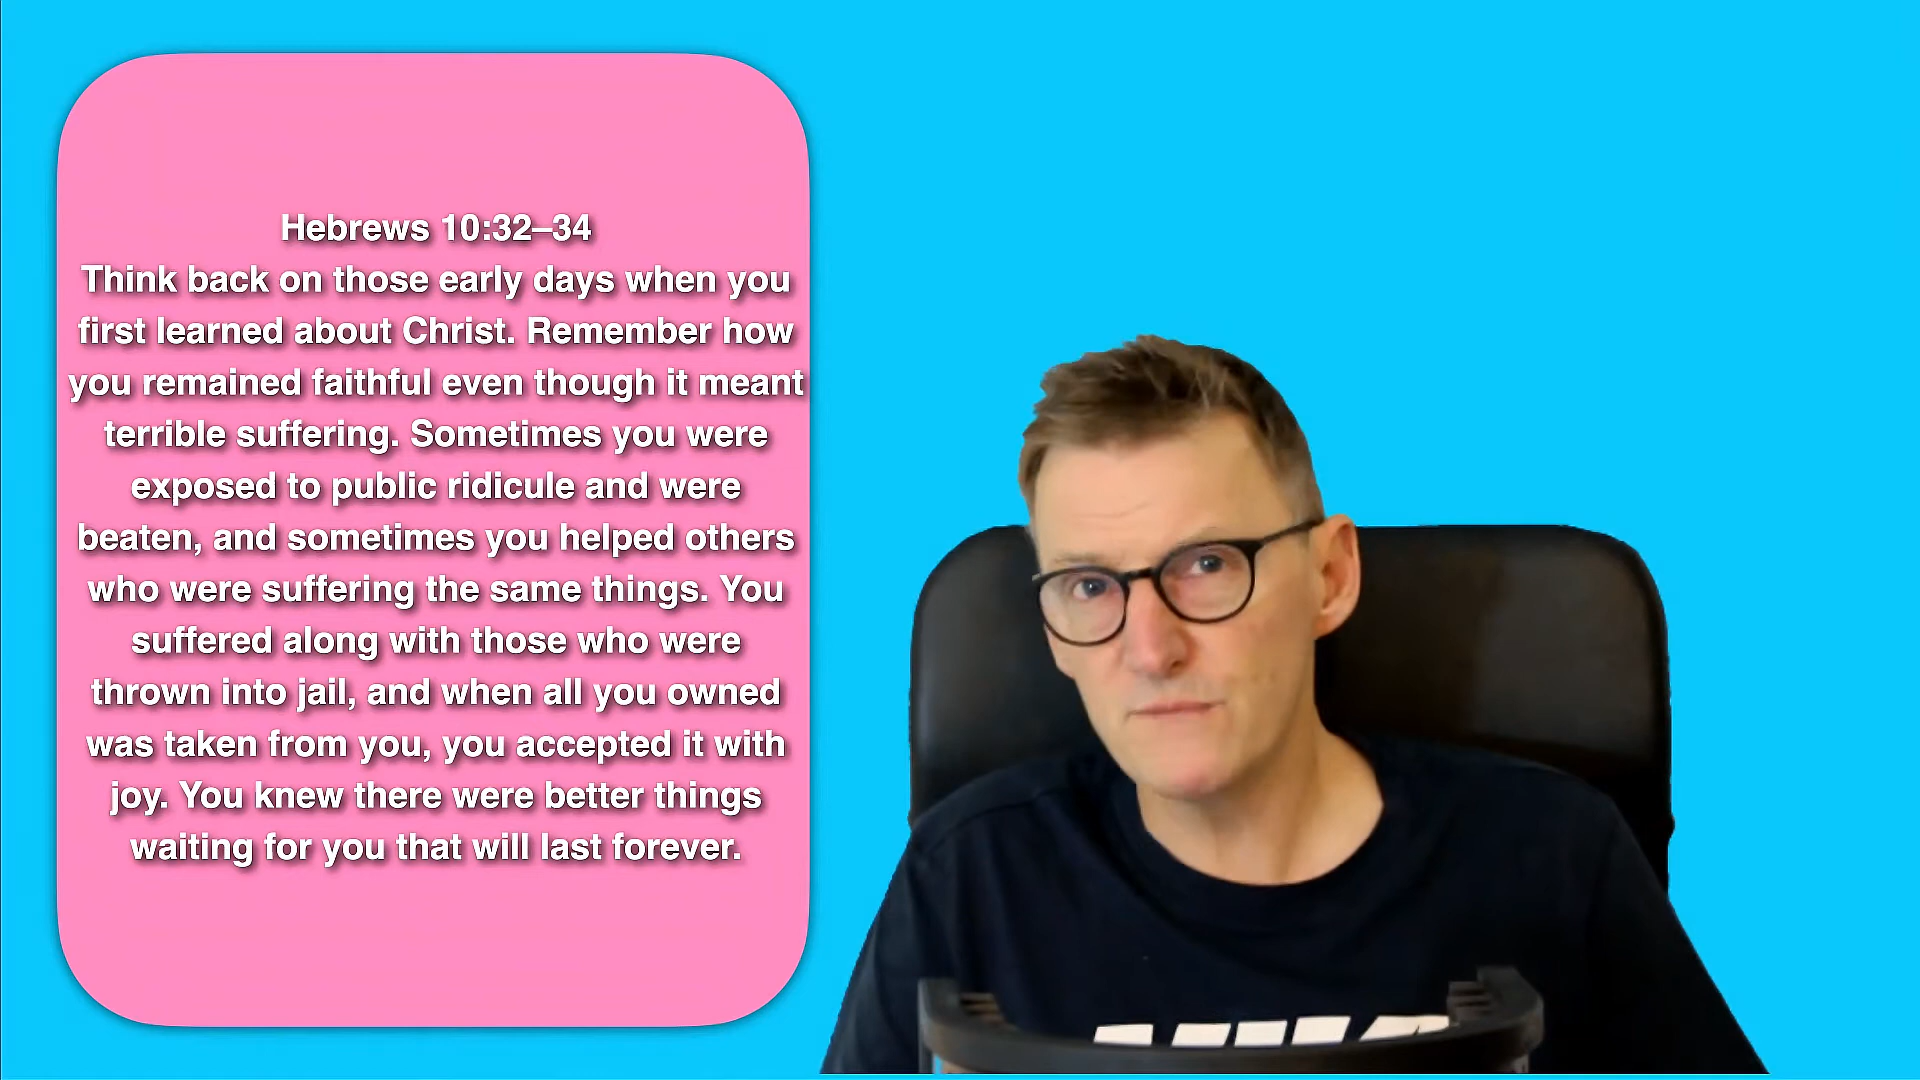 Hebrews 10:32–34
Think back on those early days when you
first learned about Christ. Remember how
you remained faithful even though it meant
terrible suffering. Sometimes you were
exposed to public ridicule and were
beaten, and sometimes you helped others
who were suffering the same things. You
suffered along with those who were
thrown into jail, and when all you owned
was taken from you, you accepted it with
joy. You knew there were better things
waiting for you that will last forever.